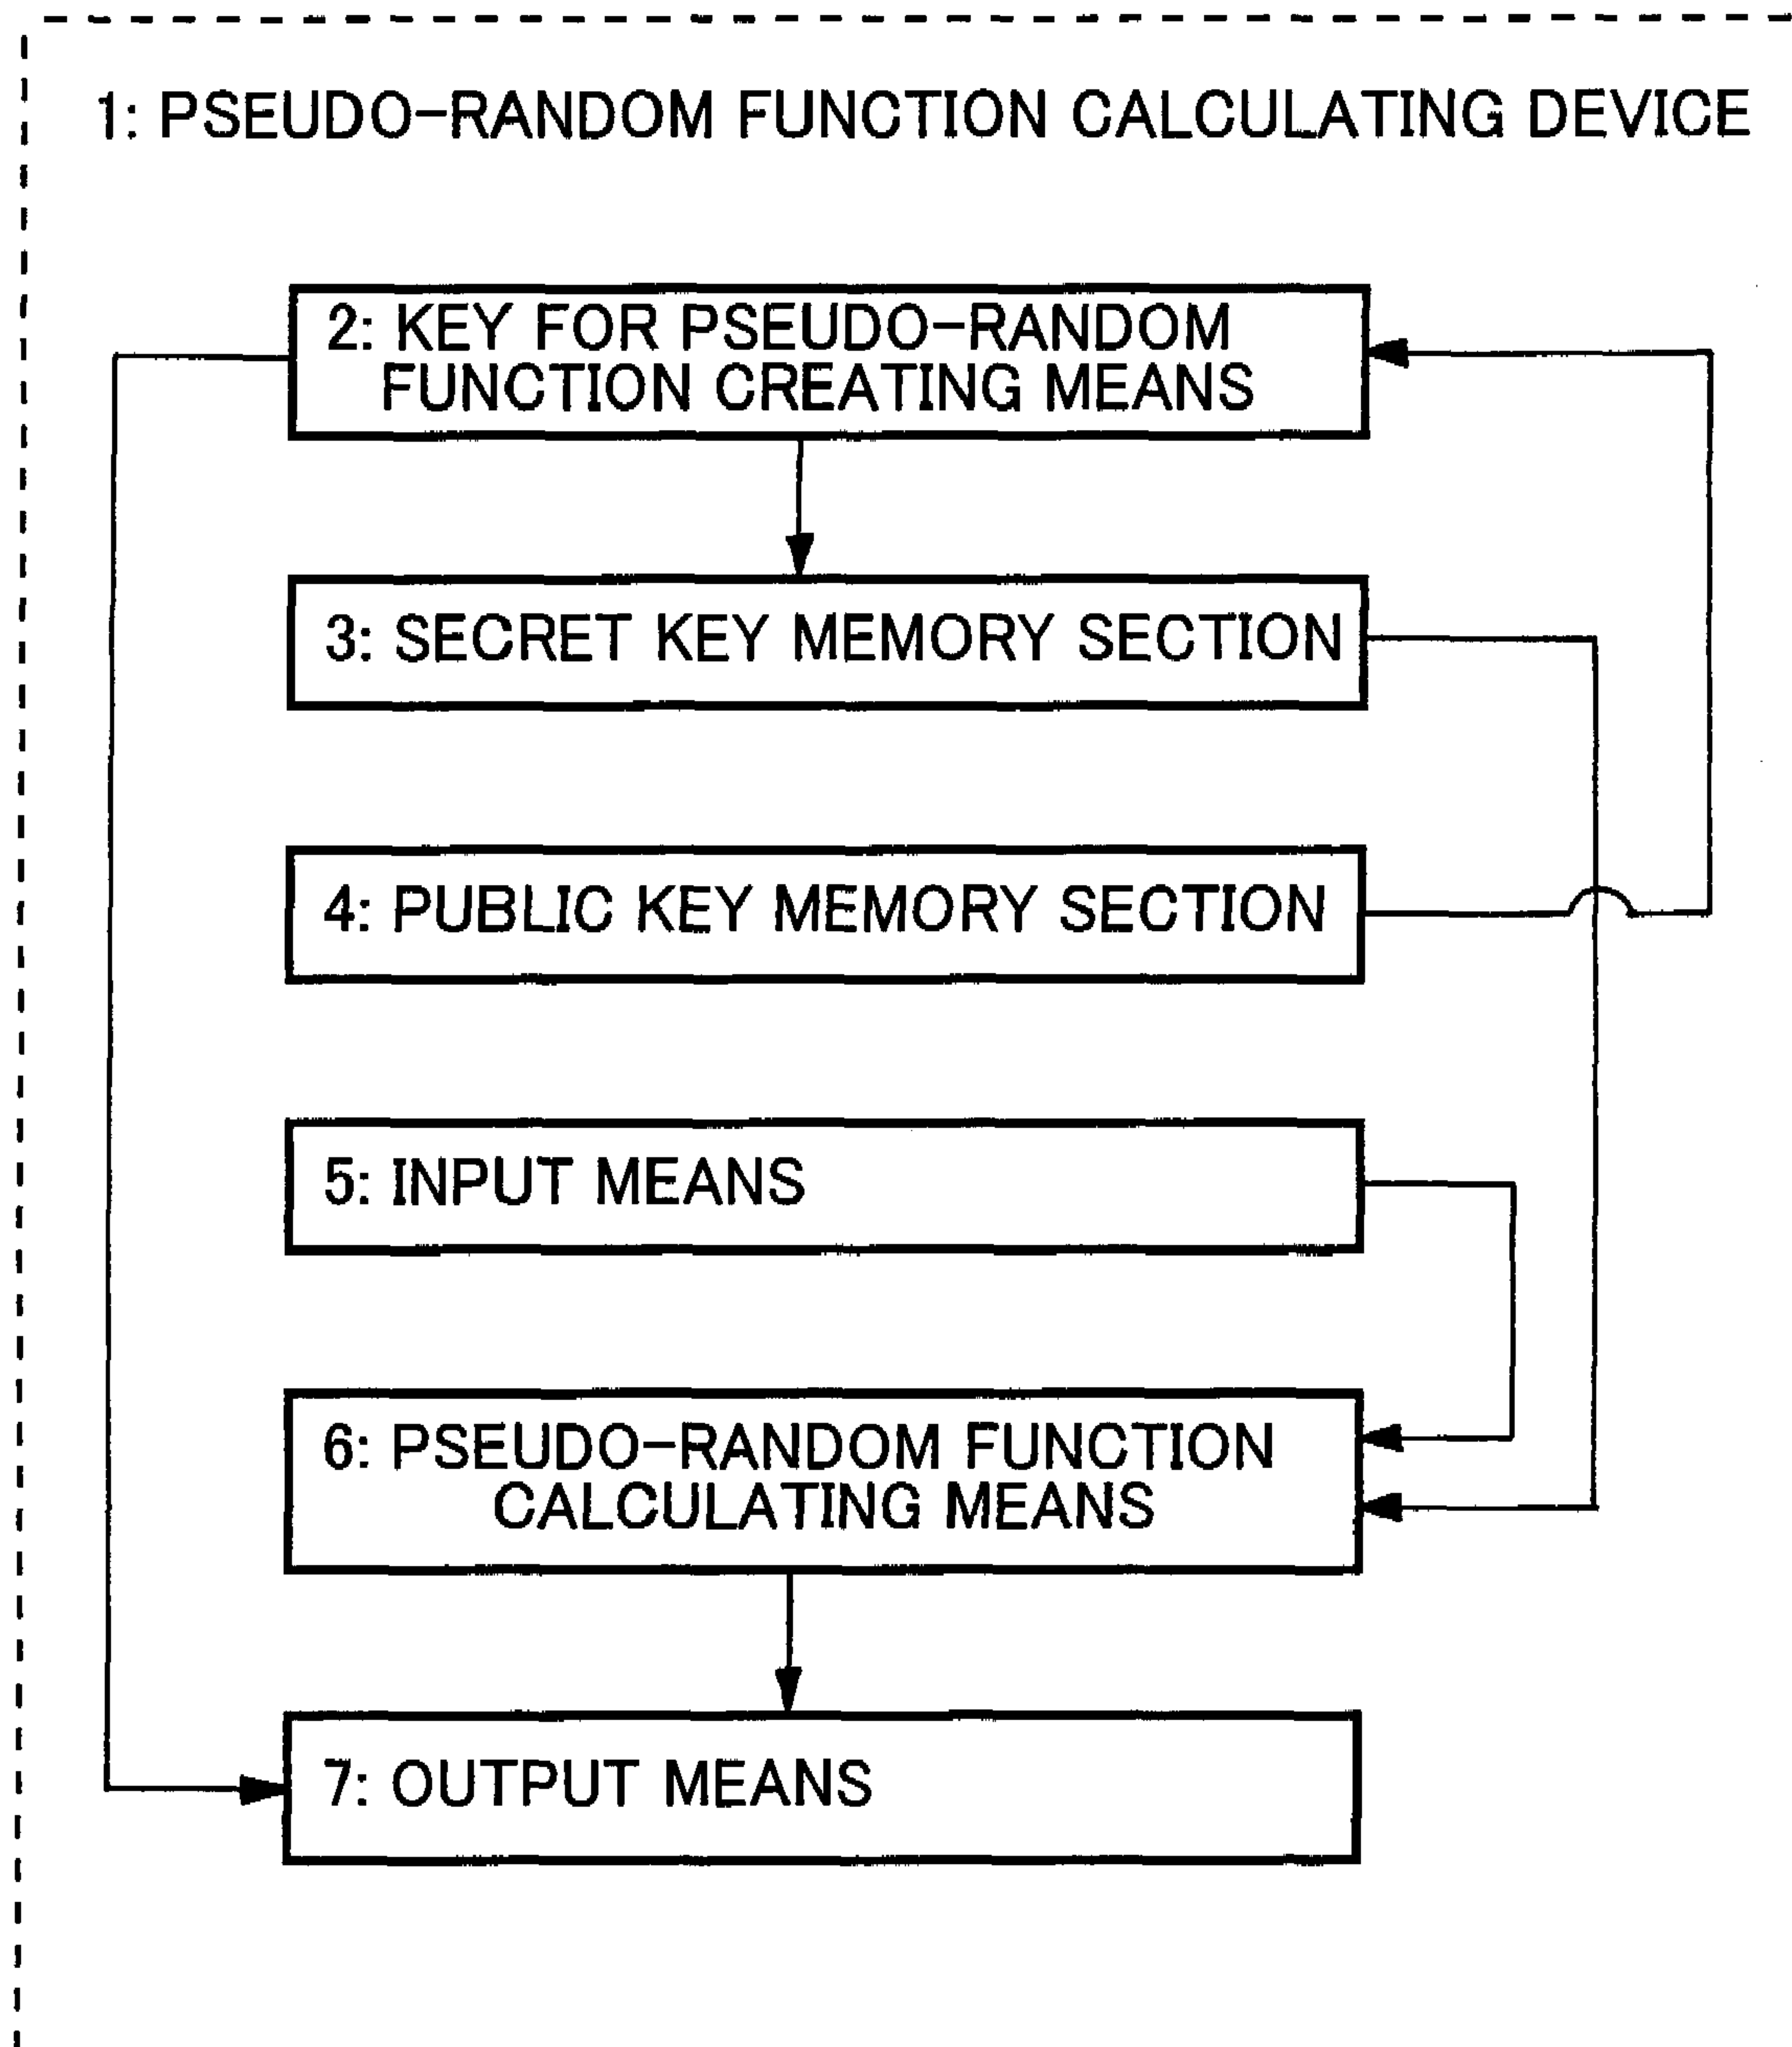 1: PSEUDO-RANDOM FUNCTION CALCULATING DEVICE
2: KEY FOR PSEUDO-RANDOM
FUNCTION CREATING MEANS
3: SECRET KEY MEMORY SECTION
4: PUBLIC KEY MEMORY SECTION
5: INPUT MEANS
6: PSEUDO-RANDOM FUNCTION
CALCULATING MEANS
7: OUTPUT MEANS